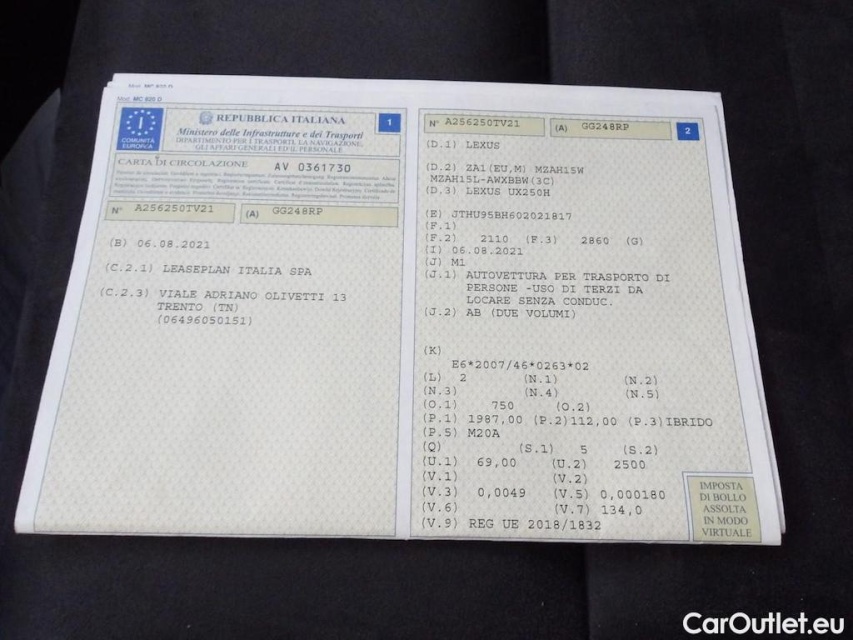 Mod. MC 820 D
REPUBBLICA ITALIANA
Ministero delle Infrastrutture e dei Trasporti
DIPARTIMENTO PER I TRASPORTI, LA NAVIGAZIONE,
GLI AFFARI GENERALI ED IL PERSONALE
I
COMUNITÀ
EUROPEA
1
CARTA DI CIRCOLAZIONE AV 0361730
N° A256250TV21 (A) GG248RP
(B) 06.08.2021
(C.2.1) LEASEPLAN ITALIA SPA
(C.2.3) VIALE ADRIANO OLIVETTI 13
TRENTO (TN)
(06496050151)
N° A256250TV21 (A) GG248RP 2
(D.1) LEXUS
(D.2) ZA1(EU,M) MZAH15W
MZAH15L-AWXBBW(3C)
(D.3) LEXUS UX250H
(E) JTHU95BH602021817
(F.1)
(F.2) 2110 (F.3) 2860 (G)
(I) 06.08.2021
(J) M1
(J.1) AUTOVETTURA PER TRASPORTO DI
PERSONE -USO DI TERZI DA
LOCARE SENZA CONDUC.
(J.2) AB (DUE VOLUMI)
(K)
E6*2007/46*0263*02
(L) 2 (N.1) (N.2)
(N.3) (N.4) (N.5)
(O.1) 750 (O.2)
(P.1) 1987,00 (P.2)112,00 (P.3)IBRIDO
(P.5) M20A
(Q) (S.1) 5 (S.2)
(U.1) 69,00 (U.2) 2500
(V.1) (V.2)
(V.3) 0,0049 (V.5) 0,000180
(V.6) (V.7) 134,0
(V.9) REG UE 2018/1832
IMPOSTA
DI BOLLO
ASSOLTA
IN MODO
VIRTUALE
CarOutlet.eu